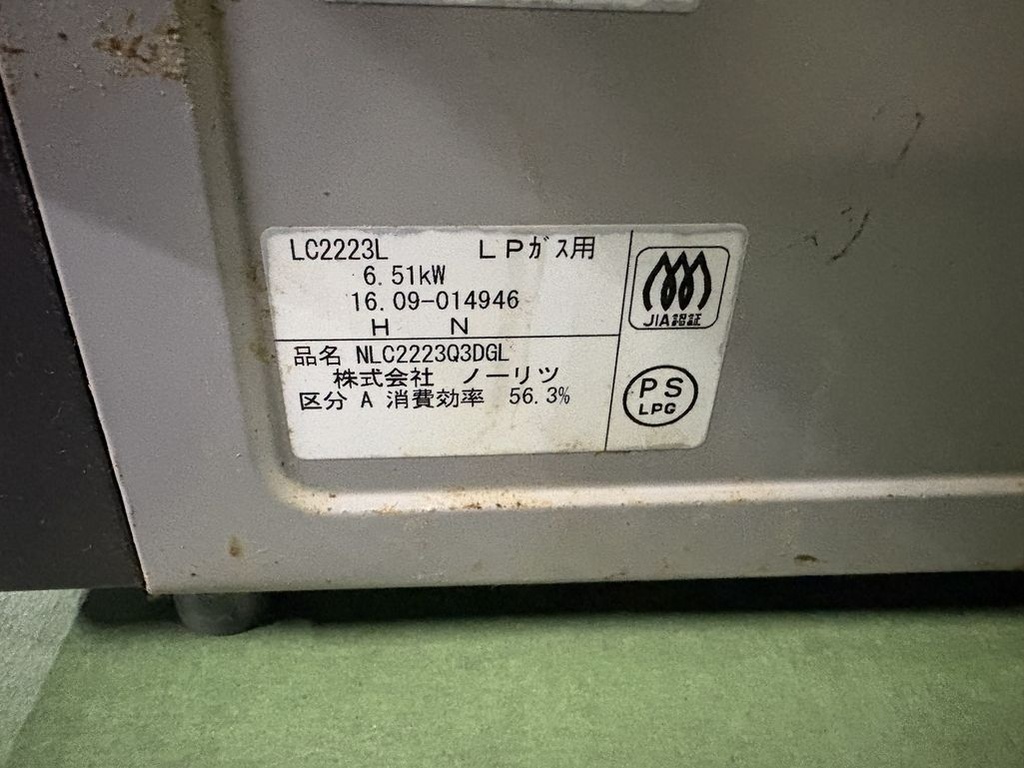 LC2223L LPガス用
6.51kW
16.09-014946
H N
JIA認証
品名 NLC2223Q3DGL
株式会社 ノーリツ
区分 A 消費効率 56.3%
PS
LPG